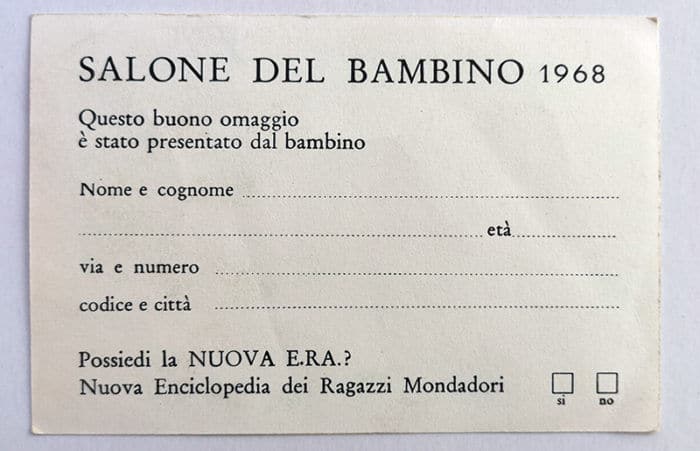 SALONE DEL BAMBINO 1968
Questo buono omaggio
è stato presentato dal bambino
Nome e cognome
età
via e numero
codice e città
Possiedi la NUOVA E.RA.?
Nuova Enciclopedia dei Ragazzi Mondadori
si no